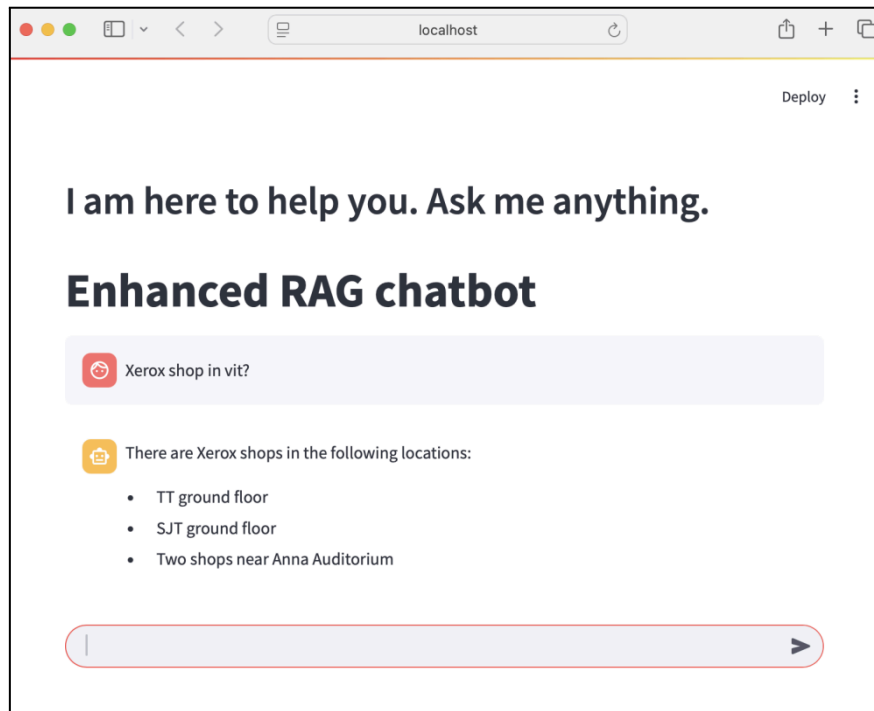 localhost
Deploy
I am here to help you. Ask me anything.
Enhanced RAG chatbot
Xerox shop in vit?
There are Xerox shops in the following locations:
• TT ground floor
• SJT ground floor
• Two shops near Anna Auditorium